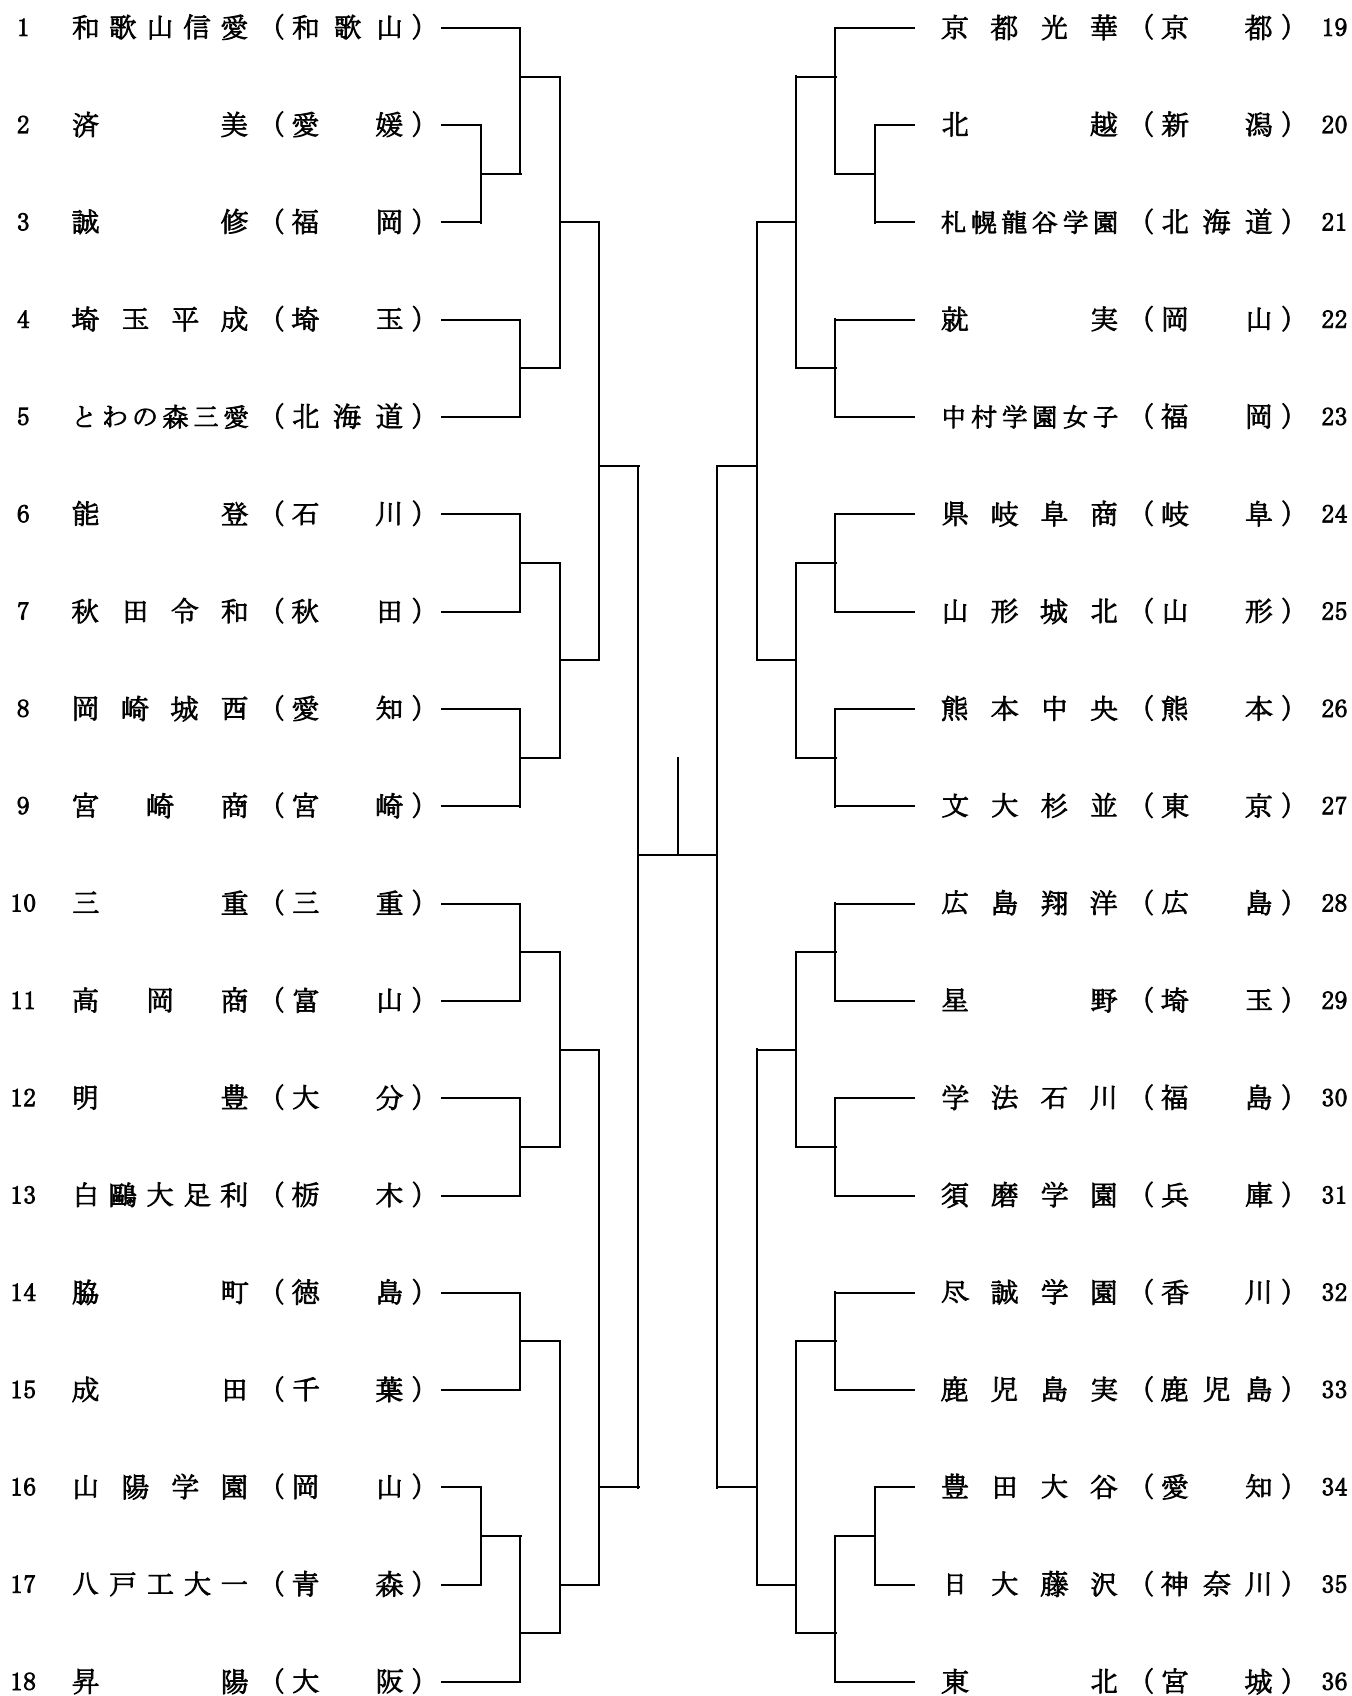 1 和歌山信愛 (和歌山)
2 済美 (愛媛)
3 誠修 (福岡)
4 埼玉平成 (埼玉)
5 とわの森三愛 (北海道)
6 能登 (石川)
7 秋田令和 (秋田)
8 岡崎城西 (愛知)
9 宮崎商 (宮崎)
10 三重 (三重)
11 高岡商 (富山)
12 明豊 (大分)
13 白鷗大足利 (栃木)
14 脇町 (徳島)
15 成田 (千葉)
16 山陽学園 (岡山)
17 八戸工大一 (青森)
18 昇陽 (大阪)
京都光華 (京都) 19
北越 (新潟) 20
札幌龍谷学園 (北海道) 21
就実 (岡山) 22
中村学園女子 (福岡) 23
県岐阜商 (岐阜) 24
山形城北 (山形) 25
熊本中央 (熊本) 26
文大杉並 (東京) 27
広島翔洋 (広島) 28
星野 (埼玉) 29
学法石川 (福島) 30
須磨学園 (兵庫) 31
尽誠学園 (香川) 32
鹿児島実 (鹿児島) 33
豊田大谷 (愛知) 34
日大藤沢 (神奈川) 35
東北 (宮城) 36